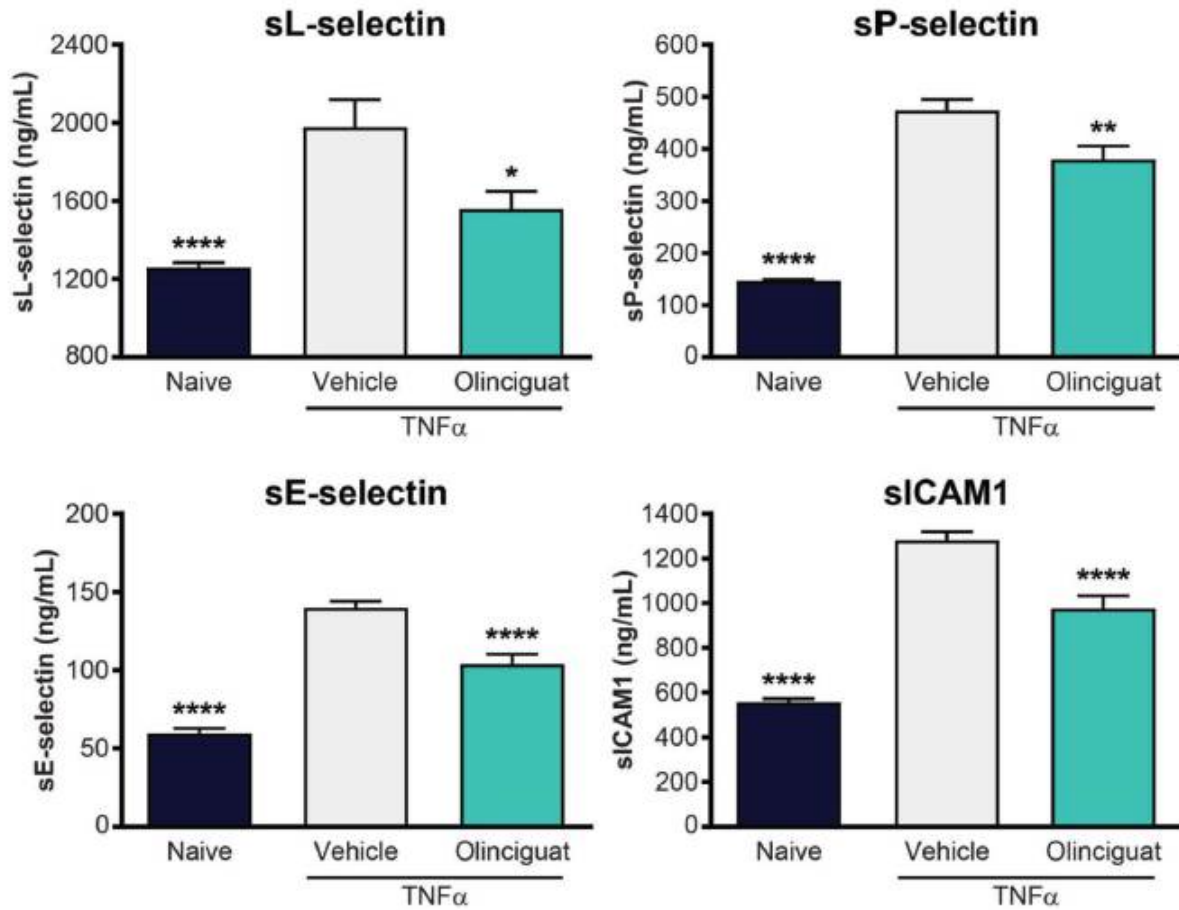 sL-selectin
sL-selectin (ng/mL)
2400
2000
1600
1200
800
****
*
Naive Vehicle Olinciguat
TNFα
sP-selectin
sP-selectin (ng/mL)
600
500
400
300
200
100
0
****
**
Naive Vehicle Olinciguat
TNFα
sE-selectin
sE-selectin (ng/mL)
200
150
100
50
0
****
****
Naive Vehicle Olinciguat
TNFα
sICAM1
sICAM1 (ng/mL)
1400
1200
1000
800
600
400
200
0
****
****
Naive Vehicle Olinciguat
TNFα